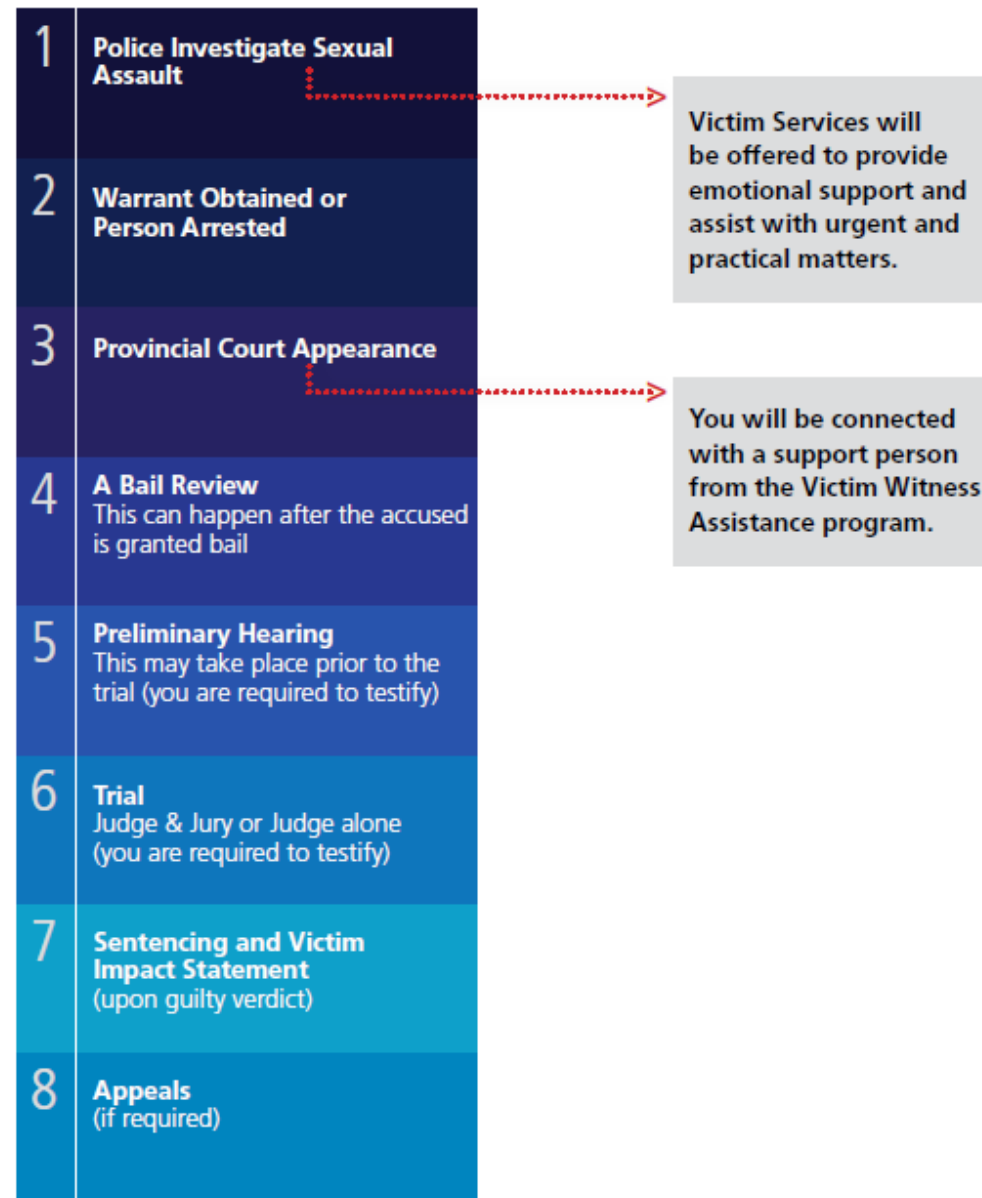 1
Police Investigate Sexual
Assault
Victim Services will
be offered to provide
emotional support and
assist with urgent and
practical matters.
2
Warrant Obtained or
Person Arrested
3
Provincial Court Appearance
You will be connected
with a support person
from the Victim Witness
Assistance program.
4
A Bail Review
This can happen after the accused
is granted bail
5
Preliminary Hearing
This may take place prior to the
trial (you are required to testify)
6
Trial
Judge & Jury or Judge alone
(you are required to testify)
7
Sentencing and Victim
Impact Statement
(upon guilty verdict)
8
Appeals
(if required)